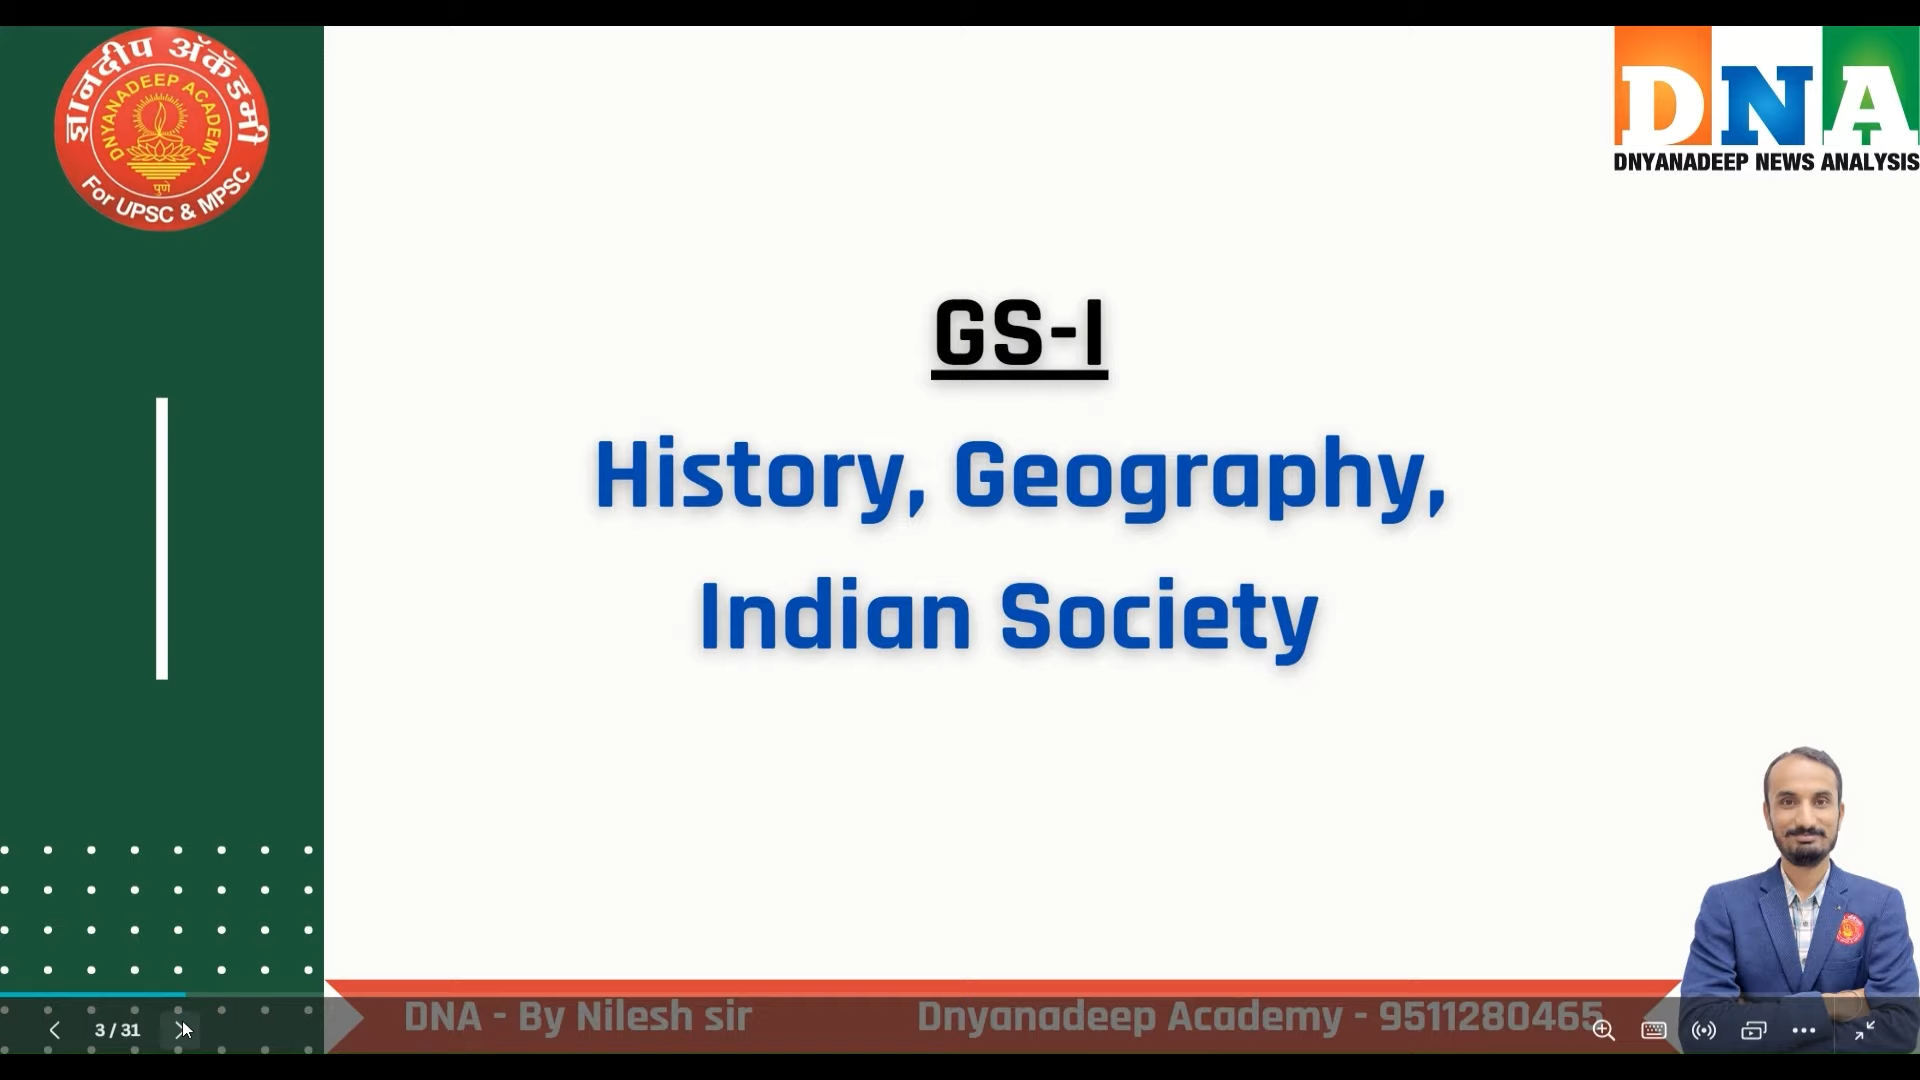 ज्ञानदीप अ‍ॅकॅडमी
DNYANADEEP ACADEMY
पुणे
For UPSC & MPSC
DNA
DNYANADEEP NEWS ANALYSIS
GS-I
History, Geography,
Indian Society
DNA - By Nilesh sir
Dnyanadeep Academy - 9511280465
3 / 31